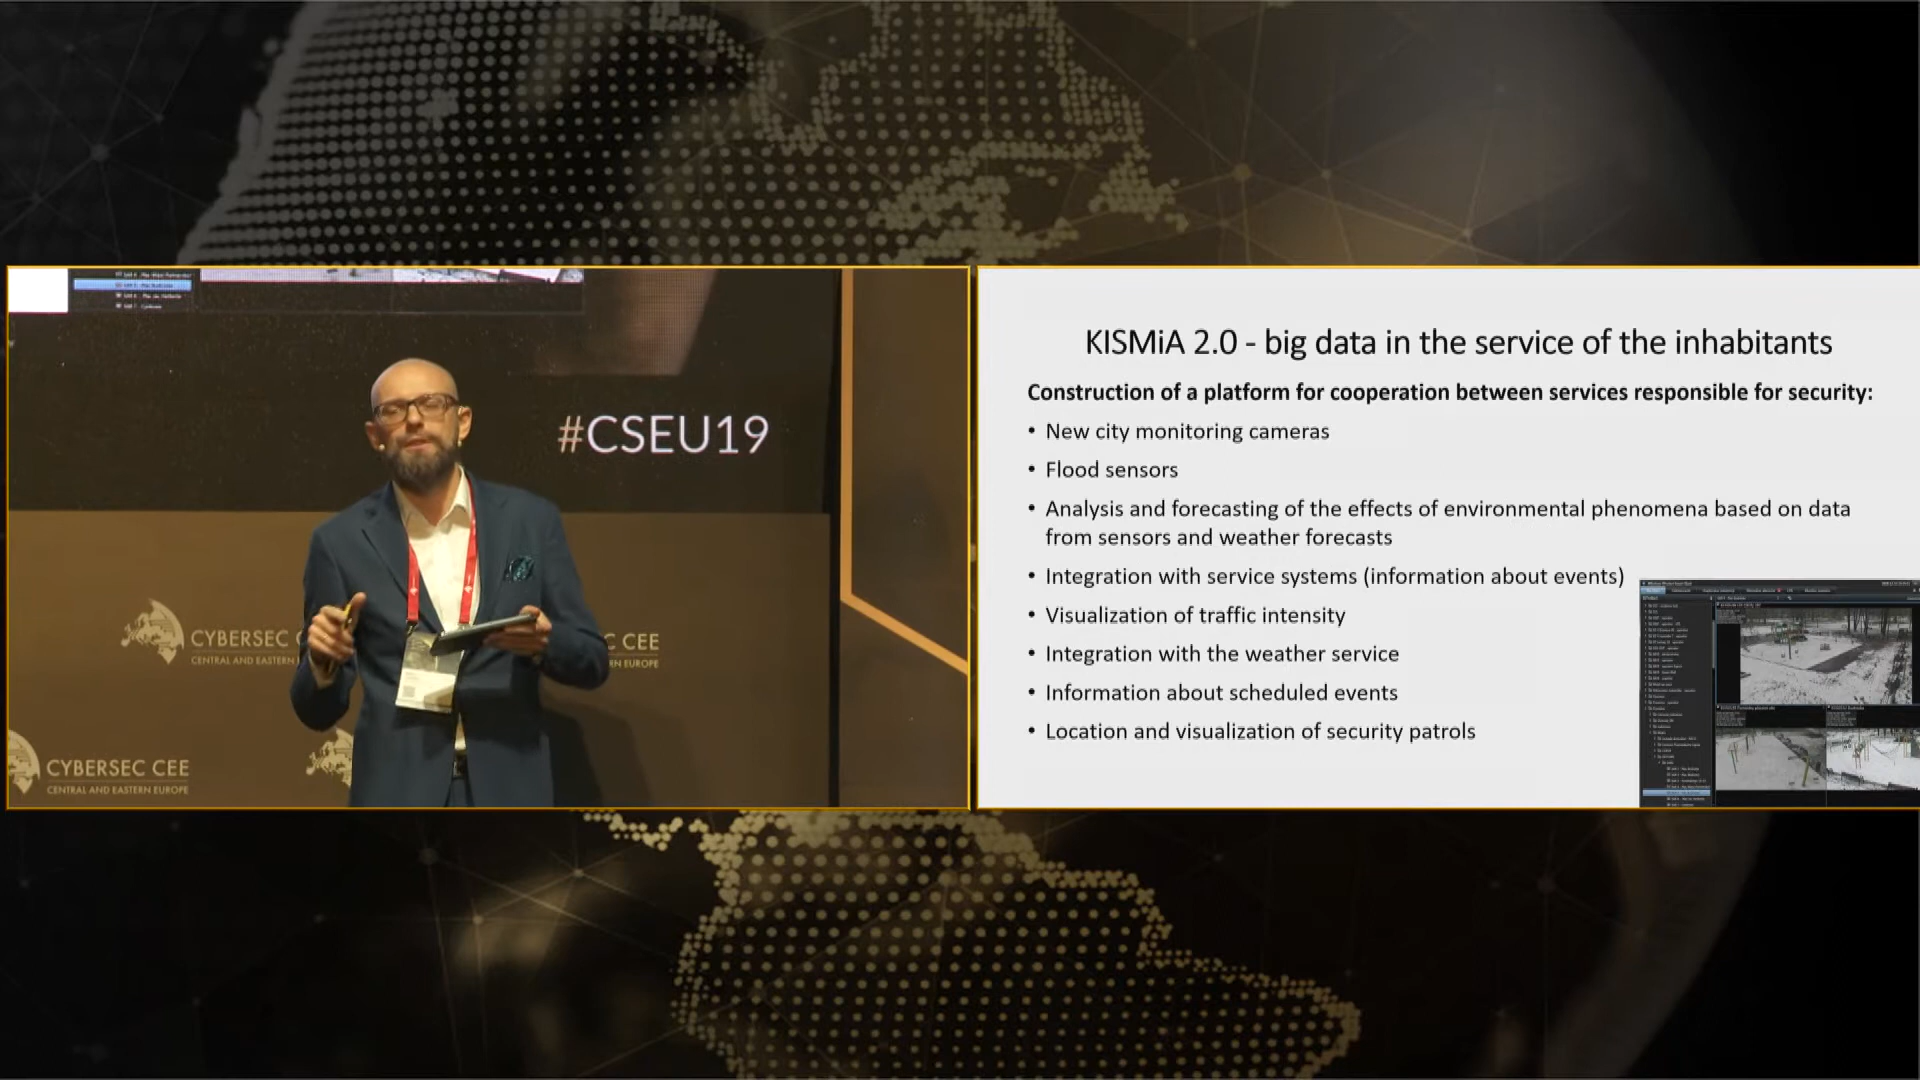 #CSEU19
CYBERSEC
CENTRAL AND EASTERN
CEE
CYBERSEC CEE
CENTRAL AND EASTERN EUROPE
KISMiA 2.0 - big data in the service of the inhabitants
Construction of a platform for cooperation between services responsible for security:
• New city monitoring cameras
• Flood sensors
• Analysis and forecasting of the effects of environmental phenomena based on data
from sensors and weather forecasts
• Integration with service systems (information about events)
• Visualization of traffic intensity
• Integration with the weather service
• Information about scheduled events
• Location and visualization of security patrols